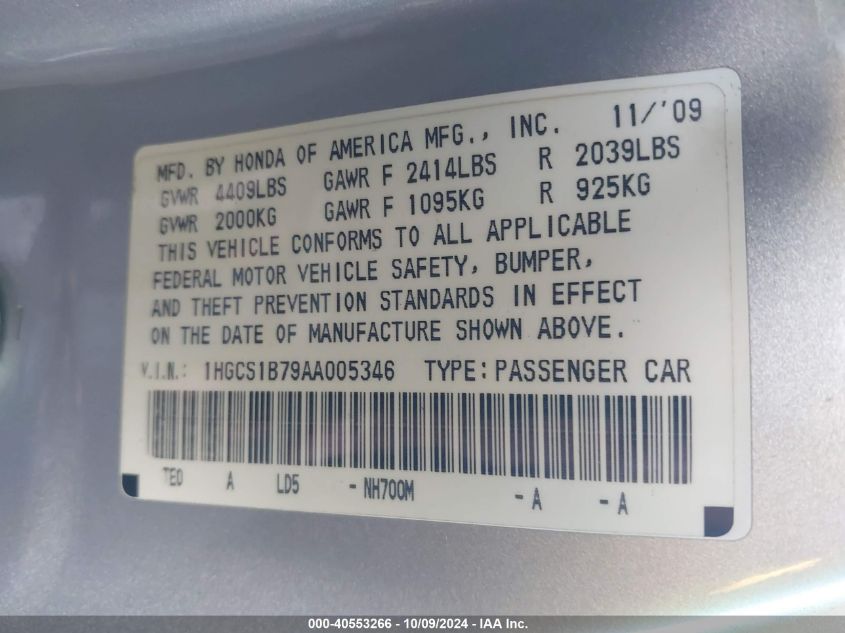 MFD. BY HONDA OF AMERICA MFG., INC. 11/'09
GVWR 4409LBS GAWR F 2414LBS R 2039LBS
GVWR 2000KG GAWR F 1095KG R 925KG
THIS VEHICLE CONFORMS TO ALL APPLICABLE
FEDERAL MOTOR VEHICLE SAFETY, BUMPER,
AND THEFT PREVENTION STANDARDS IN EFFECT
ON THE DATE OF MANUFACTURE SHOWN ABOVE.
V.I.N.: 1HGCS1B79AA005346 TYPE:PASSENGER CAR
TE0 A LD5 - NH700M - A - A
000-40553266 - 10/09/2024 - IAA Inc.